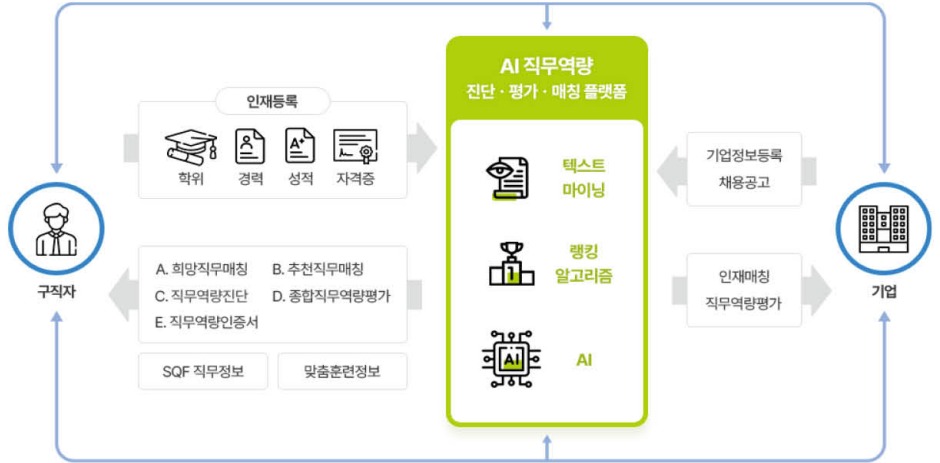 AI 직무역량
진단 · 평가 · 매칭 플랫폼
인재등록
학위 경력 성적 A+ 자격증
텍스트
마이닝
기업정보등록
채용공고
구직자
A. 희망직무매칭 B. 추천직무매칭
C. 직무역량진단 D. 종합직무역량평가
E. 직무역량인증서
1
랭킹
알고리즘
인재매칭
직무역량평가
기업
SQF 직무정보 맞춤훈련정보
AI
AI